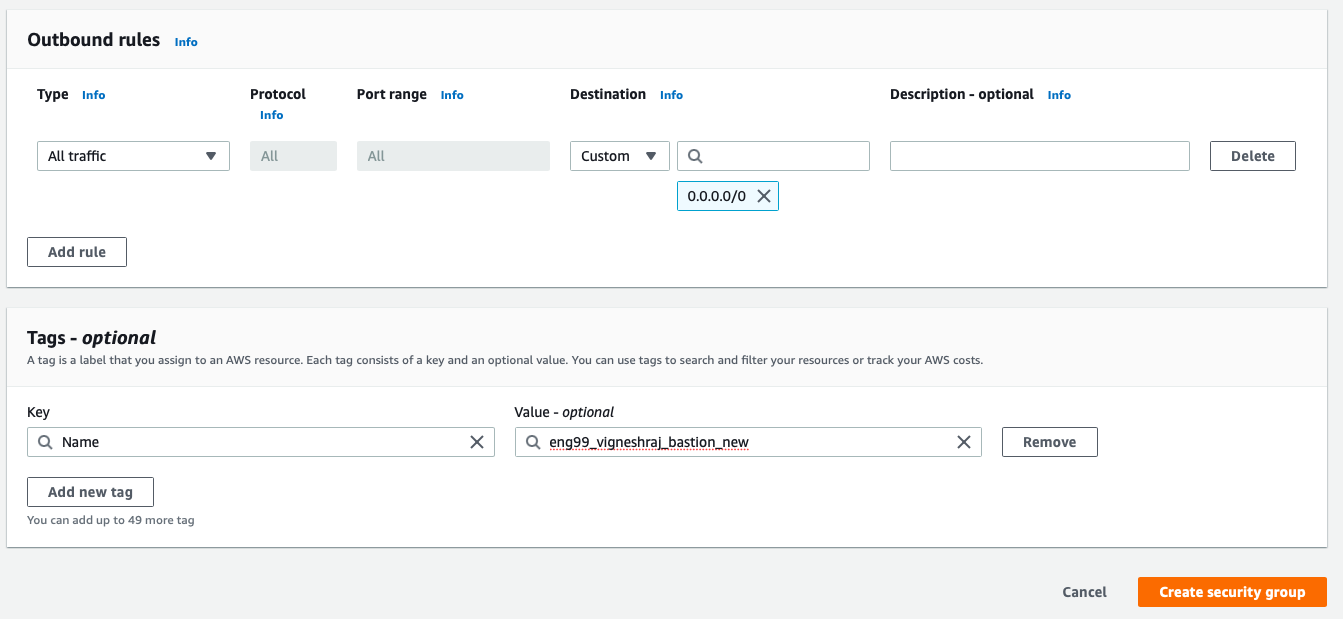 Outbound rules Info
Type Info Protocol Info Port range Info Destination Info Description - optional Info
All traffic All All Custom Delete
0.0.0.0/0
Add rule
Tags - optional
A tag is a label that you assign to an AWS resource. Each tag consists of a key and an optional value. You can use tags to search and filter your resources or track your AWS costs.
Key Value - optional
Name eng99_vigneshraj_bastion_new Remove
Add new tag
You can add up to 49 more tag
Cancel Create security group